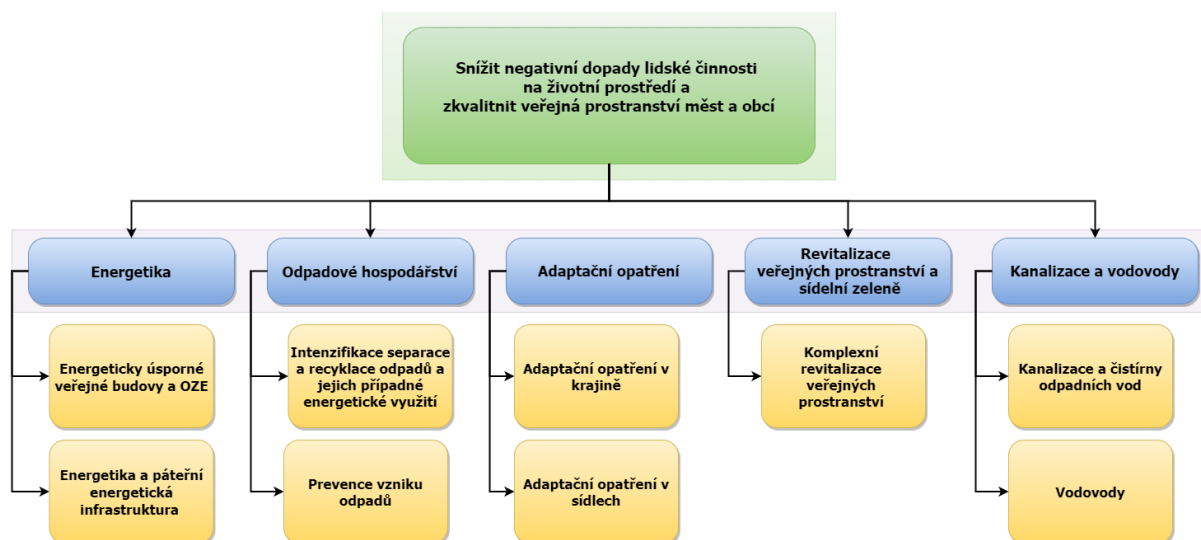 Snížit negativní dopady lidské činnosti
na životní prostředí a
zkvalitnit veřejná prostranství měst a obcí
Energetika
Odpadové hospodářství
Adaptační opatření
Revitalizace
veřejných prostranství a
sídelní zeleně
Kanalizace a vodovody
Energeticky úsporné
veřejné budovy a OZE
Intenzifikace separace
a recyklace odpadů a
jejich případné
energetické využití
Adaptační opatření v
krajině
Komplexní
revitalizace
veřejných
prostranství
Kanalizace a čistírny
odpadních vod
Energetika a páteřní
energetická
infrastruktura
Prevence vzniku
odpadů
Adaptační opatření v
sídlech
Vodovody